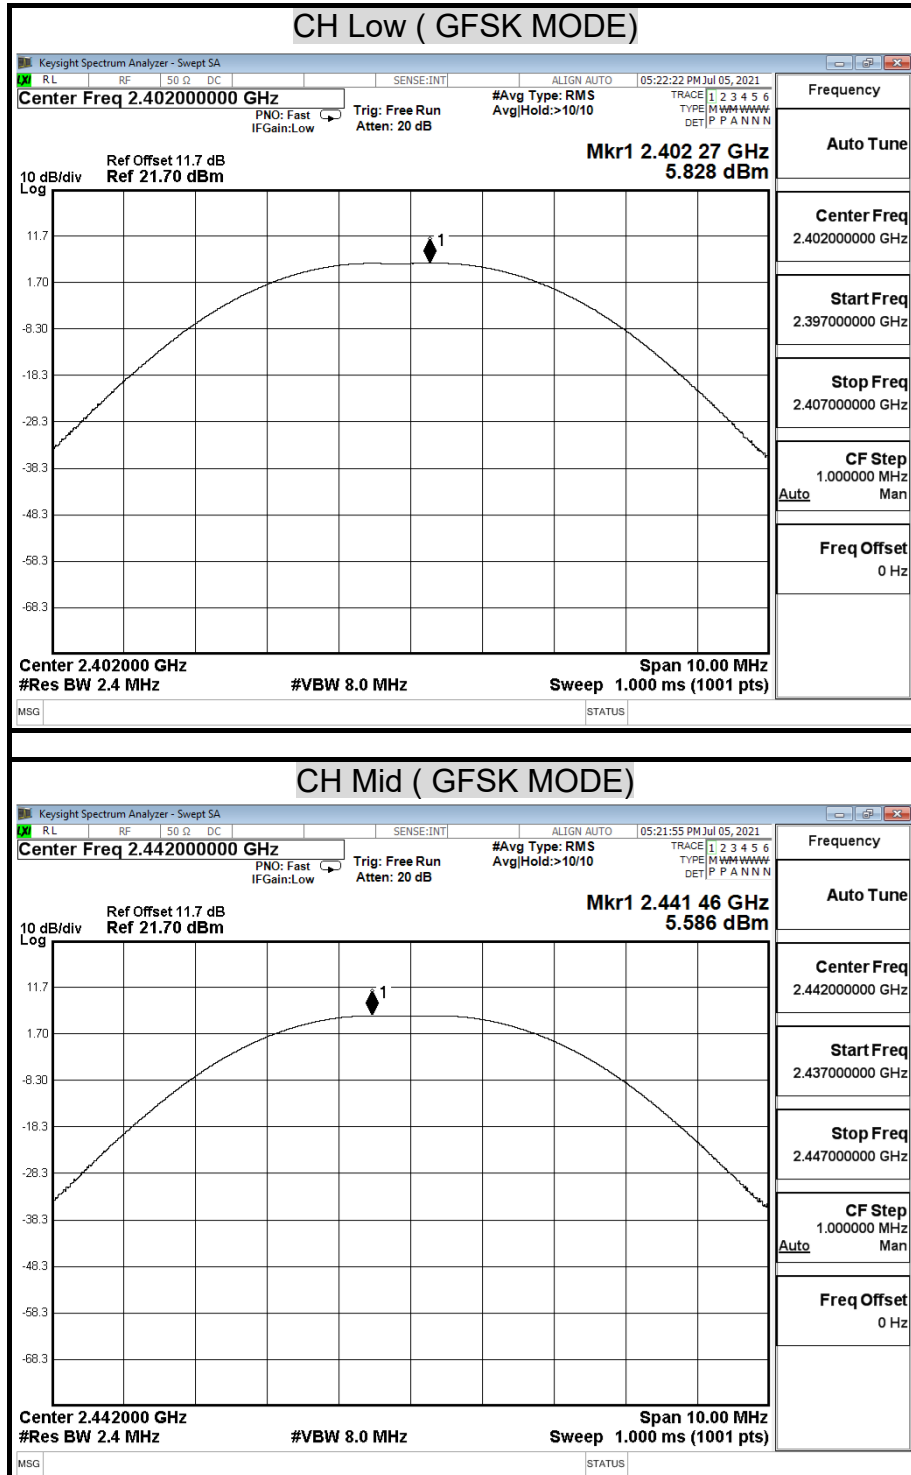 CH Low ( GFSK MODE)
Keysight Spectrum Analyzer - Swept SA
LXI RL RF 50 Ω DC SENSE:INT ALIGN AUTO 05:22:22 PM Jul 05, 2021
Center Freq 2.402000000 GHz
PNO: Fast
IFGain:Low
Trig: Free Run
Atten: 20 dB
#Avg Type: RMS
Avg|Hold:>10/10
TRACE 1 2 3 4 5 6
TYPE M WM WWWW
DET P P A N N N
Ref Offset 11.7 dB
Ref 21.70 dBm
10 dB/div
Log
Mkr1 2.402 27 GHz
5.828 dBm
1
11.7
1.70
-8.30
-18.3
-28.3
-38.3
-48.3
-58.3
-68.3
Center 2.402000 GHz Span 10.00 MHz
#Res BW 2.4 MHz #VBW 8.0 MHz Sweep 1.000 ms (1001 pts)
MSG STATUS
Frequency
Auto Tune
Center Freq
2.402000000 GHz
Start Freq
2.397000000 GHz
Stop Freq
2.407000000 GHz
CF Step
1.000000 MHz
Auto Man
Freq Offset
0 Hz
CH Mid ( GFSK MODE)
Keysight Spectrum Analyzer - Swept SA
LXI RL RF 50 Ω DC SENSE:INT ALIGN AUTO 05:21:55 PM Jul 05, 2021
Center Freq 2.442000000 GHz
PNO: Fast
IFGain:Low
Trig: Free Run
Atten: 20 dB
#Avg Type: RMS
Avg|Hold:>10/10
TRACE 1 2 3 4 5 6
TYPE M WM WWWW
DET P P A N N N
Ref Offset 11.7 dB
Ref 21.70 dBm
10 dB/div
Log
Mkr1 2.441 46 GHz
5.586 dBm
1
11.7
1.70
-8.30
-18.3
-28.3
-38.3
-48.3
-58.3
-68.3
Center 2.442000 GHz Span 10.00 MHz
#Res BW 2.4 MHz #VBW 8.0 MHz Sweep 1.000 ms (1001 pts)
MSG STATUS
Frequency
Auto Tune
Center Freq
2.442000000 GHz
Start Freq
2.437000000 GHz
Stop Freq
2.447000000 GHz
CF Step
1.000000 MHz
Auto Man
Freq Offset
0 Hz